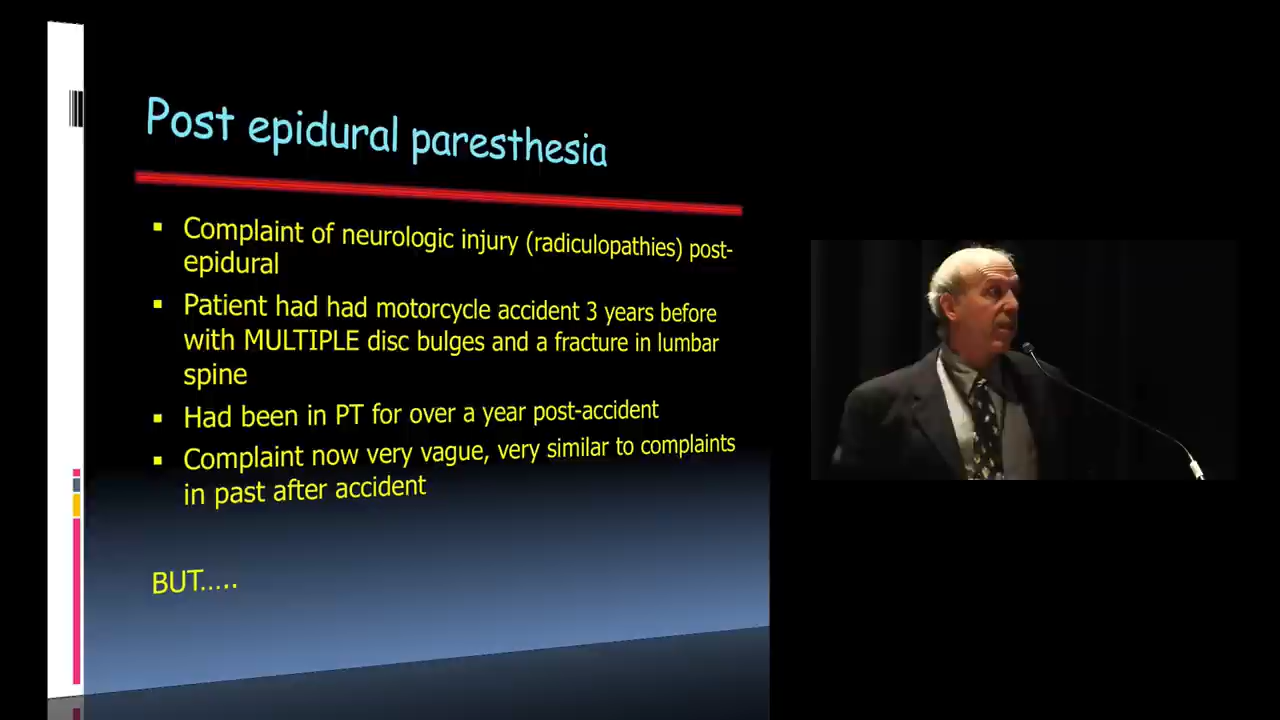 Post epidural paresthesia
▪ Complaint of neurologic injury (radiculopathies) post-
epidural
▪ Patient had had motorcycle accident 3 years before
with MULTIPLE disc bulges and a fracture in lumbar
spine
▪ Had been in PT for over a year post-accident
▪ Complaint now very vague, very similar to complaints
in past after accident
BUT…..